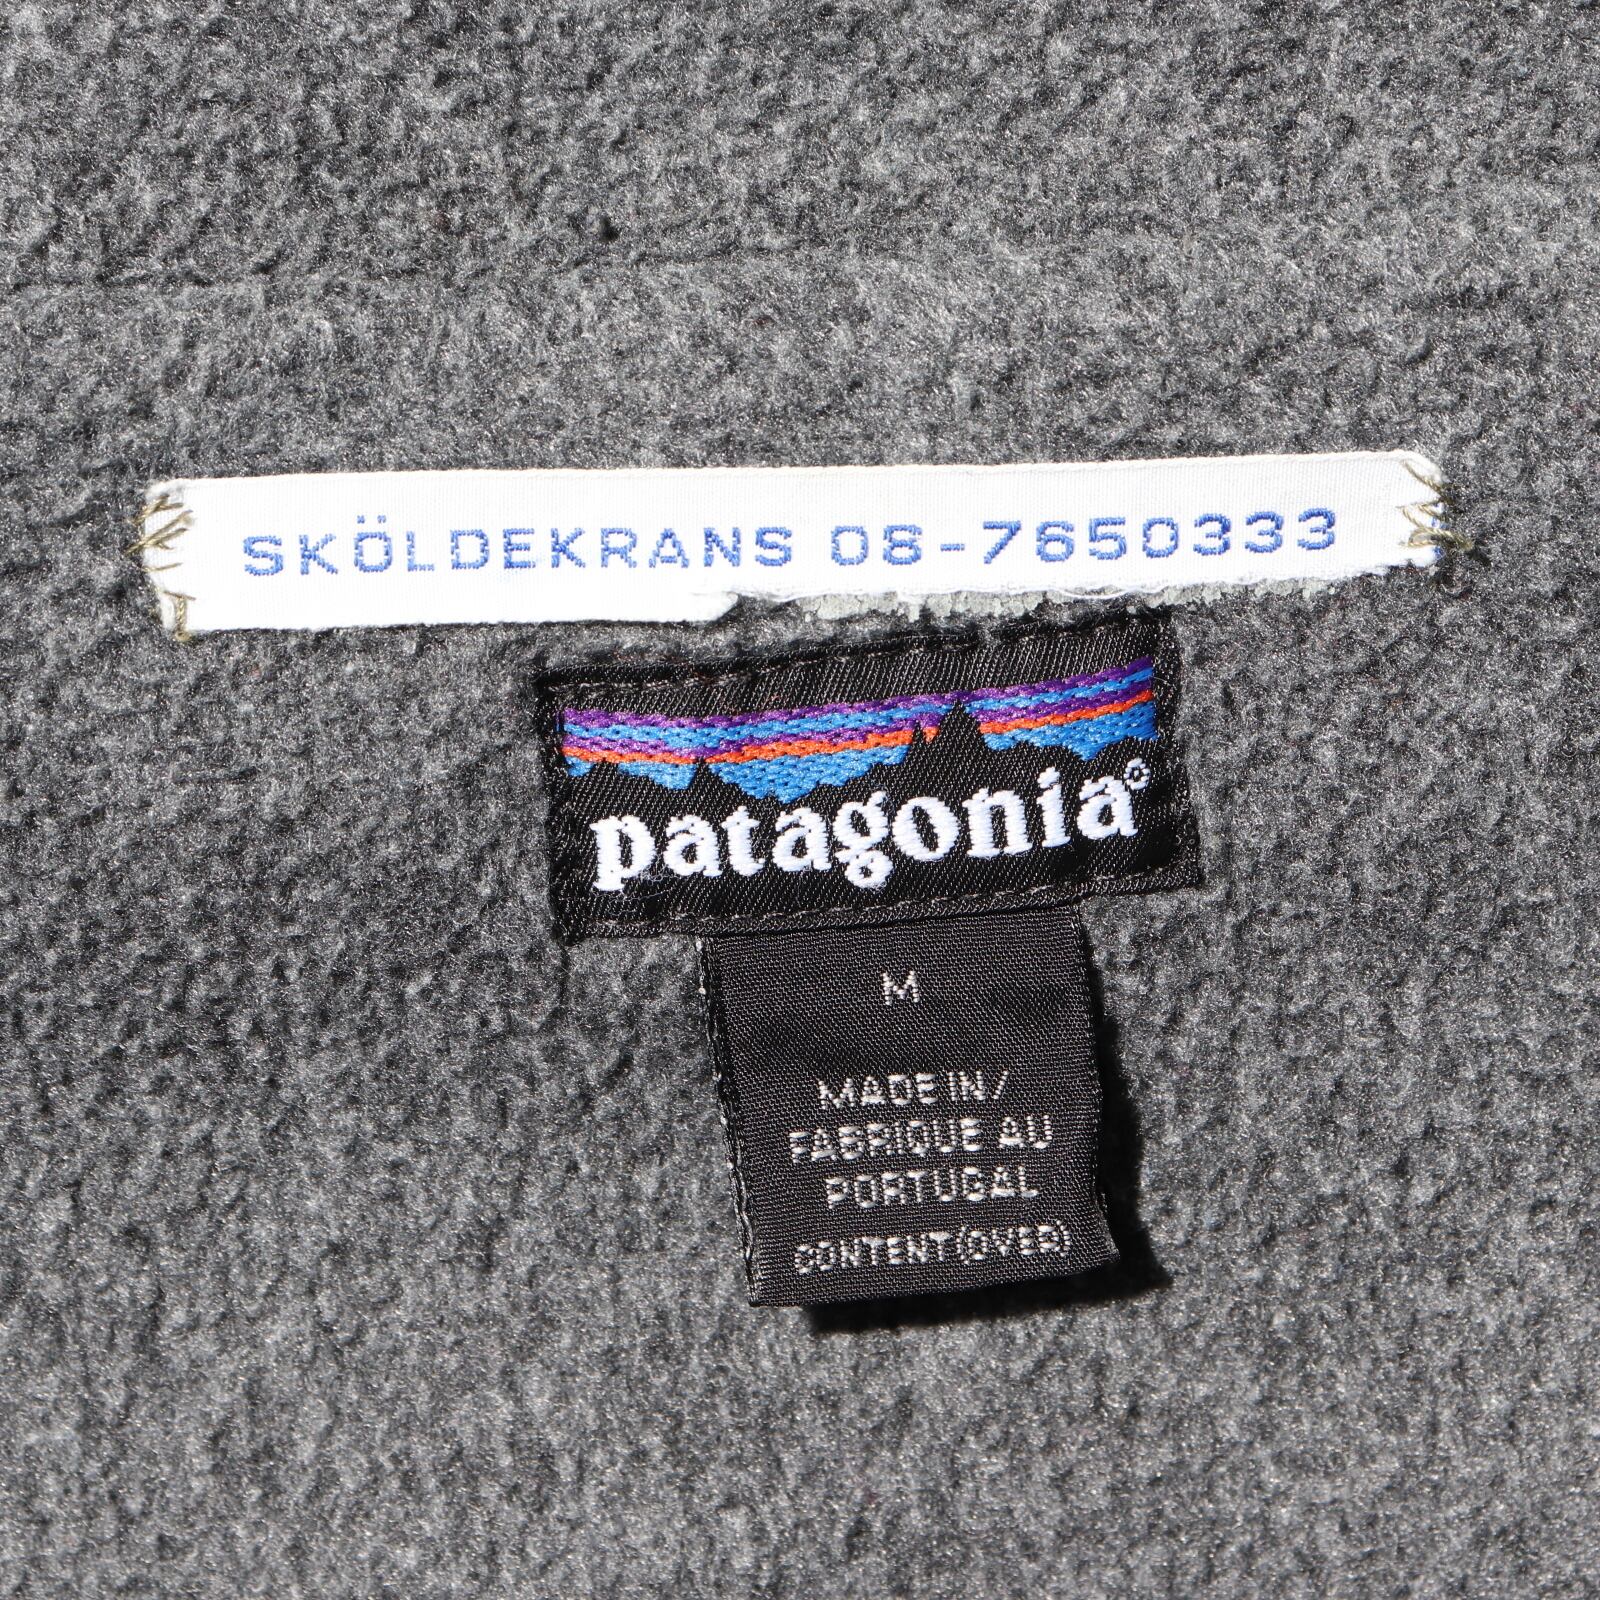 SKÖLDEKRANS 08-7650333
patagonia®
M
MADE IN/
FABRIQUE AU
PORTUGAL
CONTENT (OVER)